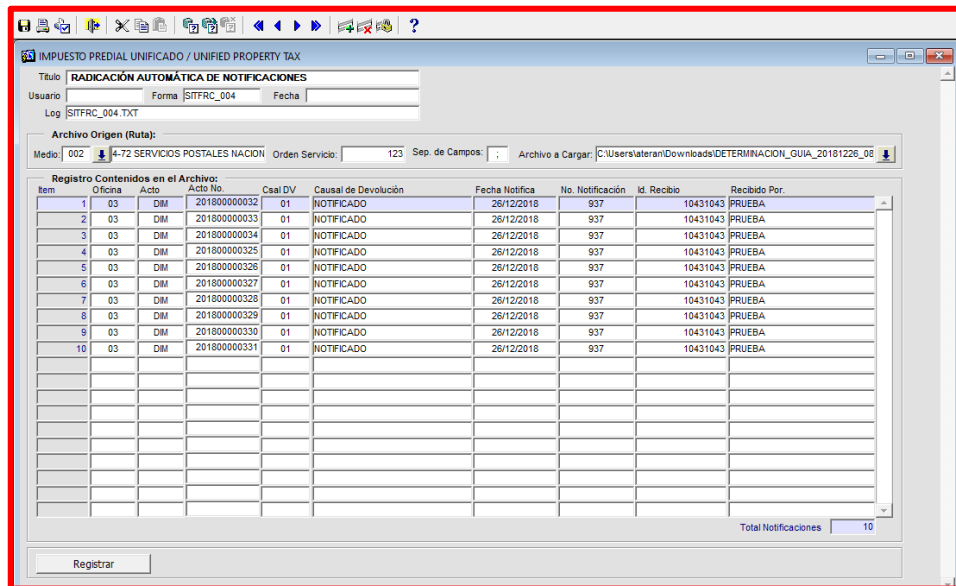 ?
IMPUESTO PREDIAL UNIFICADO / UNIFIED PROPERTY TAX
Titulo RADICACIÓN AUTOMÁTICA DE NOTIFICACIONES
Usuario Forma SITFRC_004 Fecha
Log SITFRC_004.TXT
Archivo Origen (Ruta):
Medio: 002 4-72 SERVICIOS POSTALES NACION Orden Servicio: 123 Sep. de Campos: ; Archivo a Cargar: C:\Users\ateran\Downloads\DETERMINACION_GUIA_20181226_08
Registro Contenidos en el Archivo:
Item Oficina Acto Acto No. Csal DV Causal de Devolución Fecha Notifica No. Notificación Id. Recibio Recibido Por.
1 03 DIM 201800000032 01 NOTIFICADO 26/12/2018 937 10431043 PRUEBA
2 03 DIM 201800000033 01 NOTIFICADO 26/12/2018 937 10431043 PRUEBA
3 03 DIM 201800000034 01 NOTIFICADO 26/12/2018 937 10431043 PRUEBA
4 03 DIM 201800000325 01 NOTIFICADO 26/12/2018 937 10431043 PRUEBA
5 03 DIM 201800000326 01 NOTIFICADO 26/12/2018 937 10431043 PRUEBA
6 03 DIM 201800000327 01 NOTIFICADO 26/12/2018 937 10431043 PRUEBA
7 03 DIM 201800000328 01 NOTIFICADO 26/12/2018 937 10431043 PRUEBA
8 03 DIM 201800000329 01 NOTIFICADO 26/12/2018 937 10431043 PRUEBA
9 03 DIM 201800000330 01 NOTIFICADO 26/12/2018 937 10431043 PRUEBA
10 03 DIM 201800000331 01 NOTIFICADO 26/12/2018 937 10431043 PRUEBA
Total Notificaciones 10
Registrar